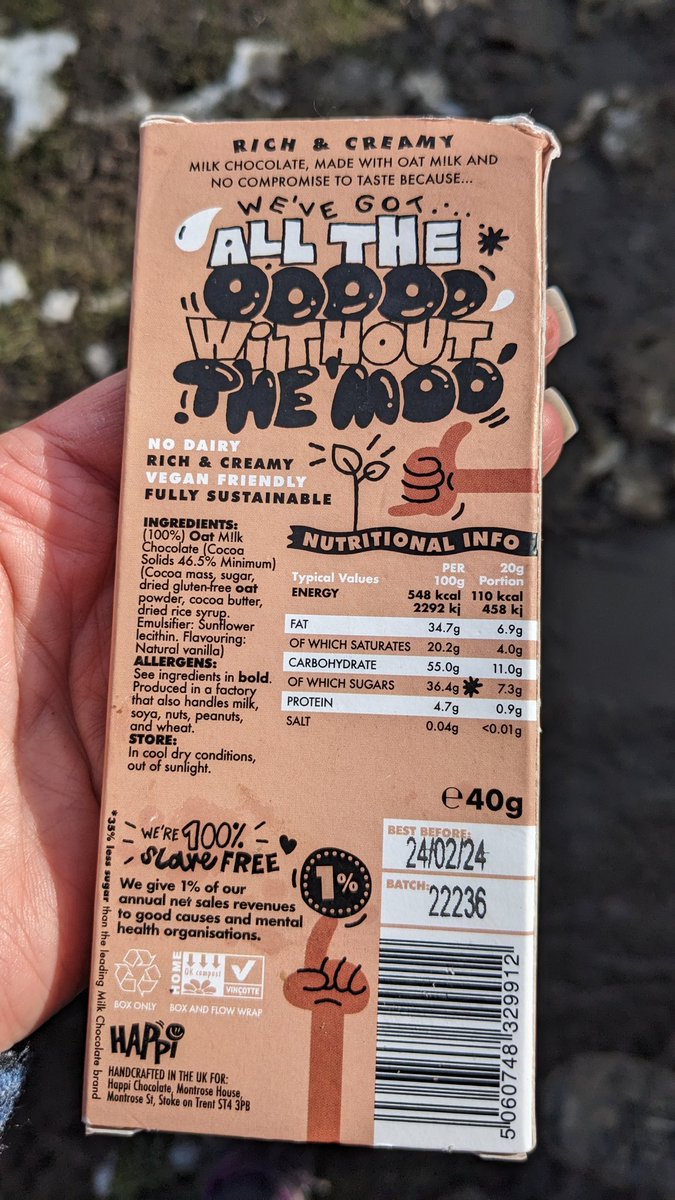 RICH & CREAMY
MILK CHOCOLATE, MADE WITH OAT MILK AND
NO COMPROMISE TO TASTE BECAUSE...
WE'VE GOT....
ALL THE *
OOOOO
WiTHOUT
THE 'MOO'
NO DAIRY
RICH & CREAMY
VEGAN FRIENDLY
FULLY SUSTAINABLE
INGREDIENTS:
(100%) Oat M!lk
Chocolate (Cocoa
Solids 46.5% Minimum)
(Cocoa mass, sugar,
dried gluten-free oat
powder, cocoa butter,
dried rice syrup.
Emulsifier: Sunflower
lecithin. Flavouring:
Natural vanilla)
ALLERGENS:
See ingredients in bold.
Produced in a factory
that also handles milk,
soya, nuts, peanuts,
and wheat.
STORE:
In cool dry conditions,
out of sunlight.
NUTRITIONAL INFO
Typical Values PER 100g 20g Portion
ENERGY 548 kcal 110 kcal
2292 kj 458 kj
FAT 34.7g 6.9g
OF WHICH SATURATES 20.2g 4.0g
CARBOHYDRATE 55.0g 11.0g
OF WHICH SUGARS 36.4g * 7.3g
PROTEIN 4.7g 0.9g
SALT 0.04g <0.01g
e40g
BEST BEFORE:
24/02/24
BATCH:
22236
*35% less sugar than the leading Milk Chocolate brand
WE'RE 100%
Slave FREE
We give 1% of our
annual net sales revenues
to good causes and mental
health organisations.
1%
BOX ONLY
HOME
OK compost
VINÇOTTE
BOX AND FLOW WRAP
HAPPi
HANDCRAFTED IN THE UK FOR:
Happi Chocolate, Montrose House,
Montrose St, Stoke on Trent ST4 3PB
5 060748 329912